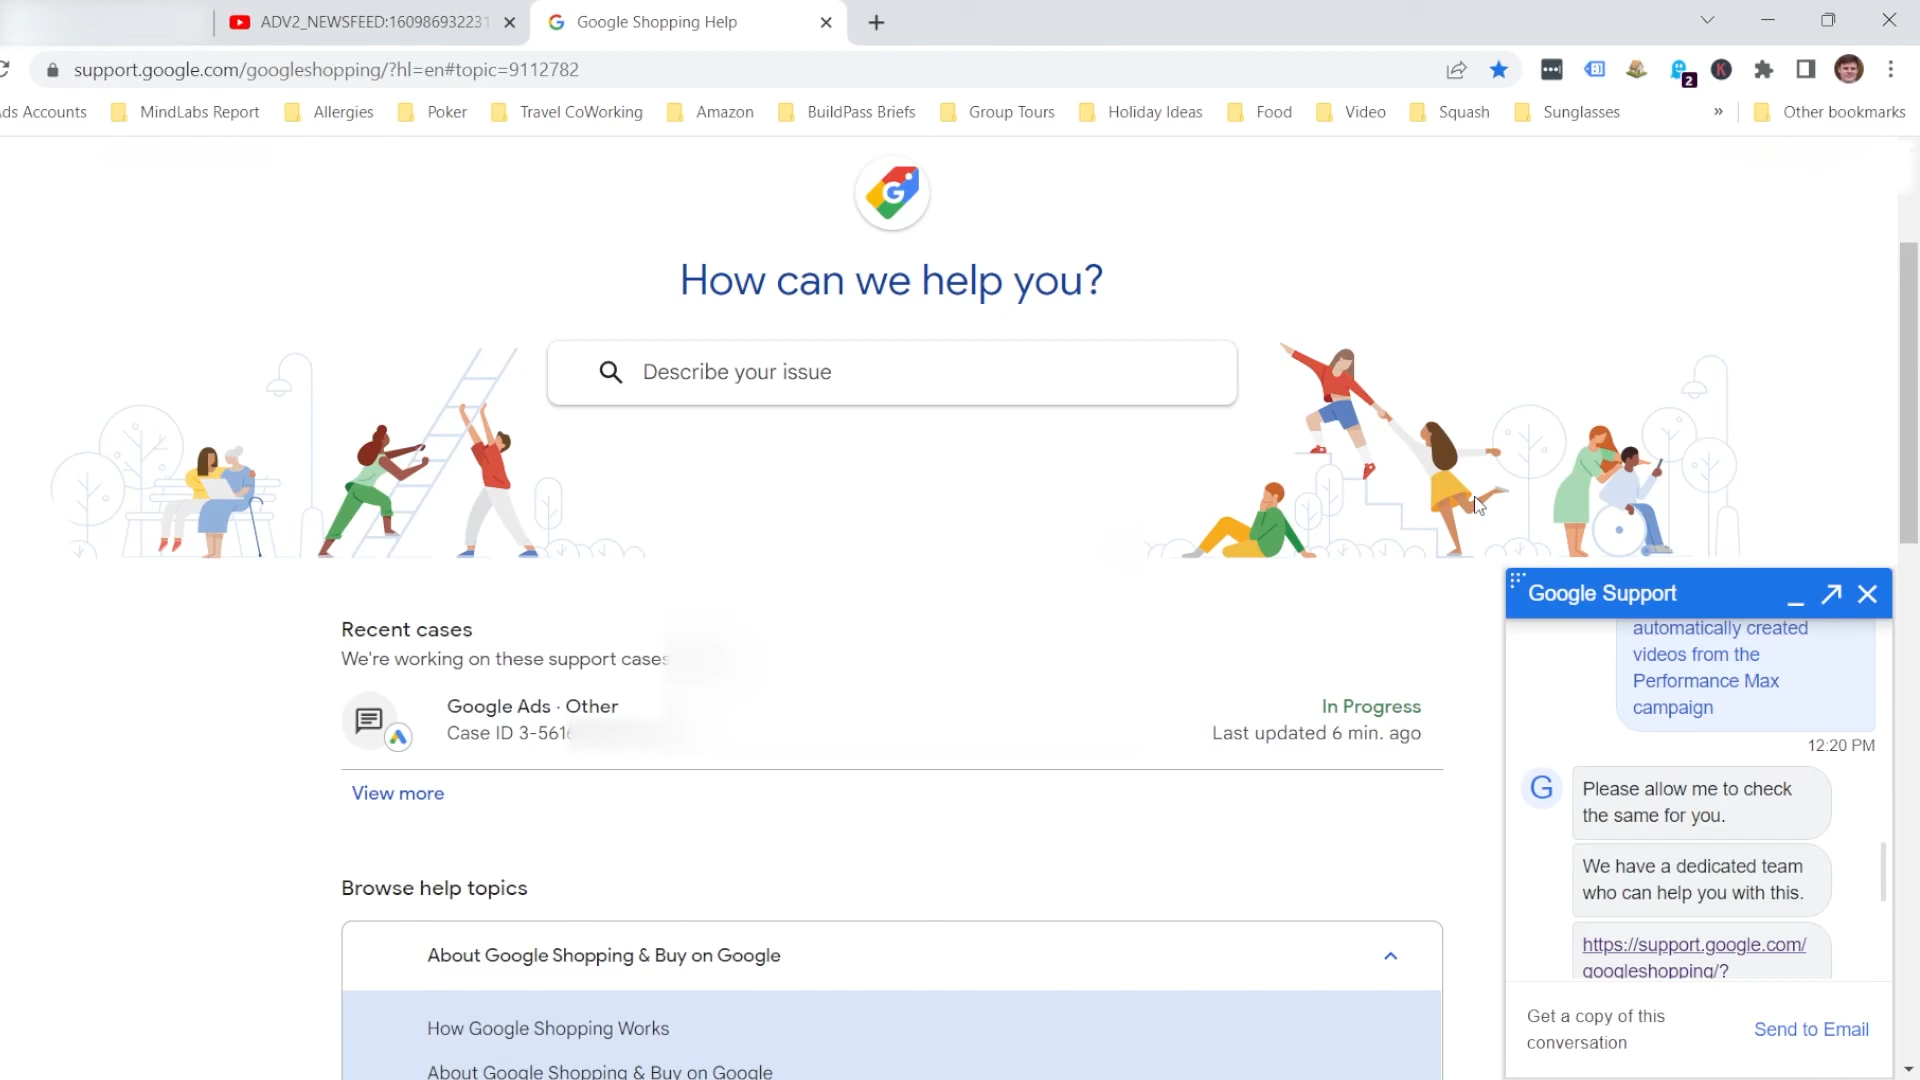 ADV2_NEWSFEED:160986932231
Google Shopping Help
support.google.com/googleshopping/?hl=en#topic=9112782
2
K
ds Accounts
MindLabs Report
Allergies
Poker
Travel CoWorking
Amazon
BuildPass Briefs
Group Tours
Holiday Ideas
Food
Video
Squash
Sunglasses
»
Other bookmarks
G
How can we help you?
Describe your issue
Recent cases
We're working on these support cases
Google Ads · Other
Case ID 3-5616
In Progress
Last updated 6 min. ago
View more
Browse help topics
About Google Shopping & Buy on Google
How Google Shopping Works
About Google Shopping & Buy on Google
Google Support
automatically created
videos from the
Performance Max
campaign
12:20 PM
G
Please allow me to check
the same for you.
We have a dedicated team
who can help you with this.
https://support.google.com/
googleshopping/?
Get a copy of this
conversation
Send to Email